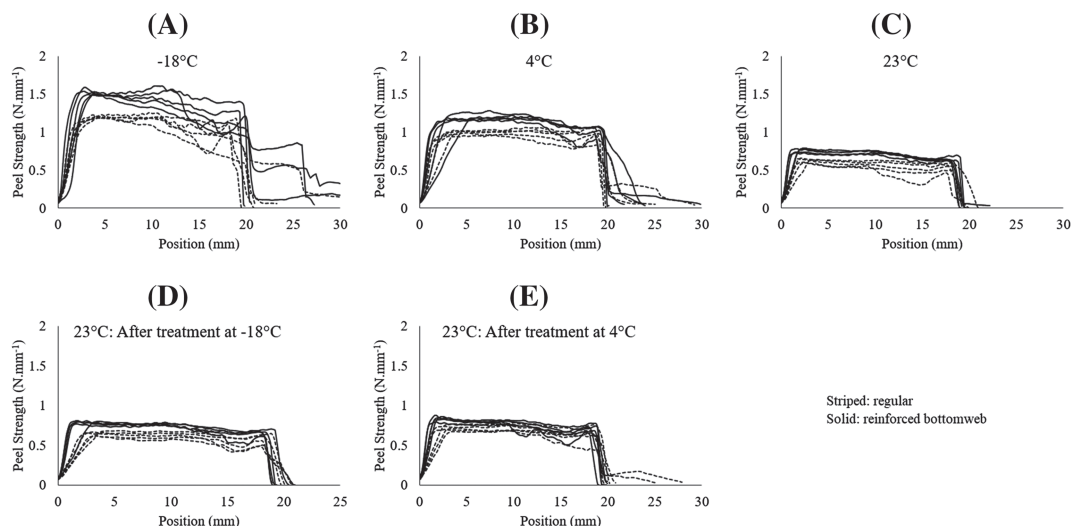 (A)
-18°C
Peel Strength (N.mm⁻¹)
2
1.5
1
0.5
0
0 5 10 15 20 25 30
Position (mm)
(B)
4°C
Peel Strength (N.mm⁻¹)
2
1.5
1
0.5
0
0 5 10 15 20 25 30
Position (mm)
(C)
23°C
Peel Strength (N.mm⁻¹)
2
1.5
1
0.5
0
0 5 10 15 20 25 30
Position (mm)
(D)
23°C: After treatment at -18°C
Peel Strength (N.mm⁻¹)
2
1.5
1
0.5
0
0 5 10 15 20 25
Position (mm)
(E)
23°C: After treatment at 4°C
Peel Strength (N.mm⁻¹)
2
1.5
1
0.5
0
0 5 10 15 20 25 30
Position (mm)
Striped: regular
Solid: reinforced bottomweb